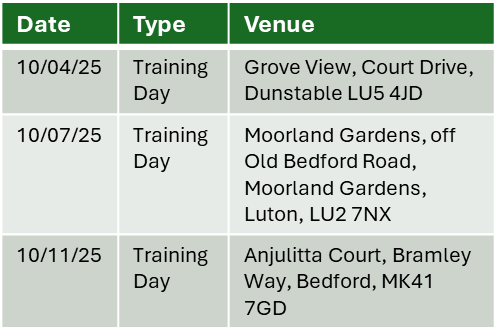 Date Type Venue
10/04/25 Training Grove View, Court Drive,
Day Dunstable LU5 4JD
10/07/25 Training Moorland Gardens, off
Day Old Bedford Road,
Moorland Gardens,
Luton, LU2 7NX
10/11/25 Training Anjulitta Court, Bramley
Day Way, Bedford, MK41
7GD